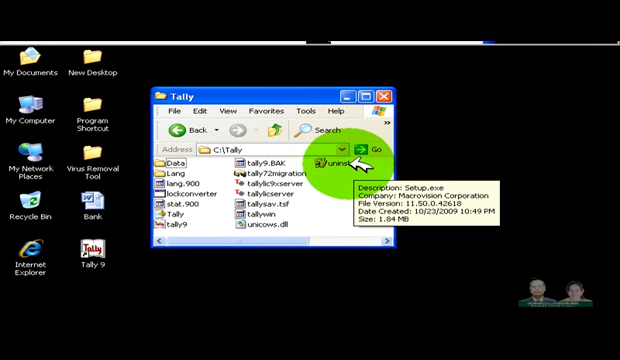 My Documents
New Desktop
My Computer
Program
Shortcut
My Network
Places
Virus Removal
Tool
Recycle Bin
Bank
Internet
Explorer
Tally 9
Tally
File Edit View Favorites Tools Help
Back Search
Address C:\Tally Go
Data tally9.BAK
Lang tally72migration
lang.900 tallylic9xserver
lockconverter tallylicserver
stat.900 tallysav.tsf
Tally tallywin
tally9 unicows.dll
Description: Setup.exe
Company: Macrovision Corporation
File Version: 11.50.0.42618
Date Created: 10/23/2009 10:49 PM
Size: 1.84 MB